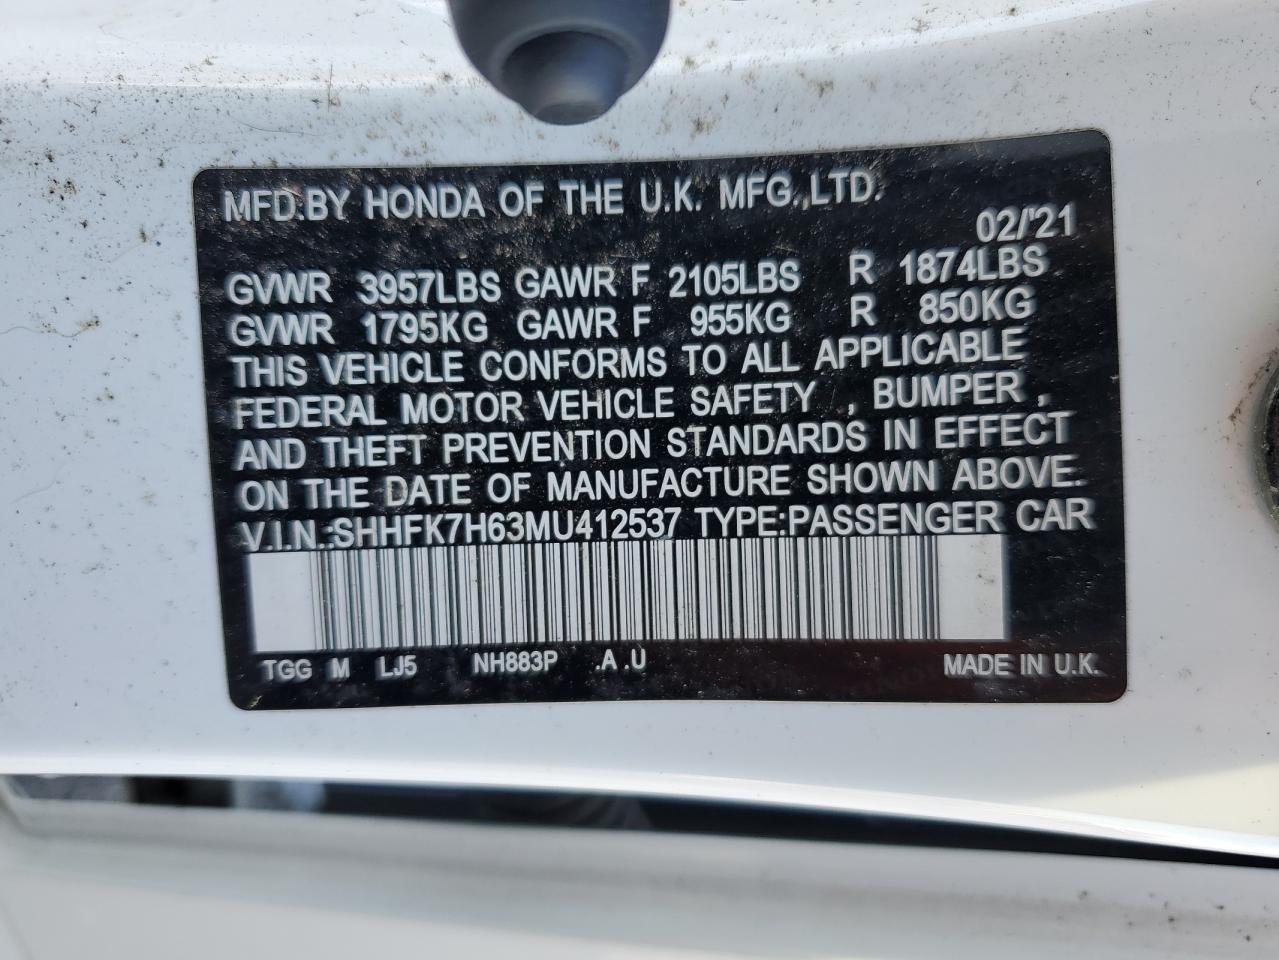 MFD.BY HONDA OF THE U.K. MFG.,LTD.
02/'21
GVWR 3957LBS GAWR F 2105LBS R 1874LBS
GVWR 1795KG GAWR F 955KG R 850KG
THIS VEHICLE CONFORMS TO ALL APPLICABLE
FEDERAL MOTOR VEHICLE SAFETY , BUMPER ,
AND THEFT PREVENTION STANDARDS IN EFFECT
ON THE DATE OF MANUFACTURE SHOWN ABOVE.
V.I.N.:SHHFK7H63MU412537 TYPE:PASSENGER CAR
TGG M LJ5 NH883P .A .U MADE IN U.K.